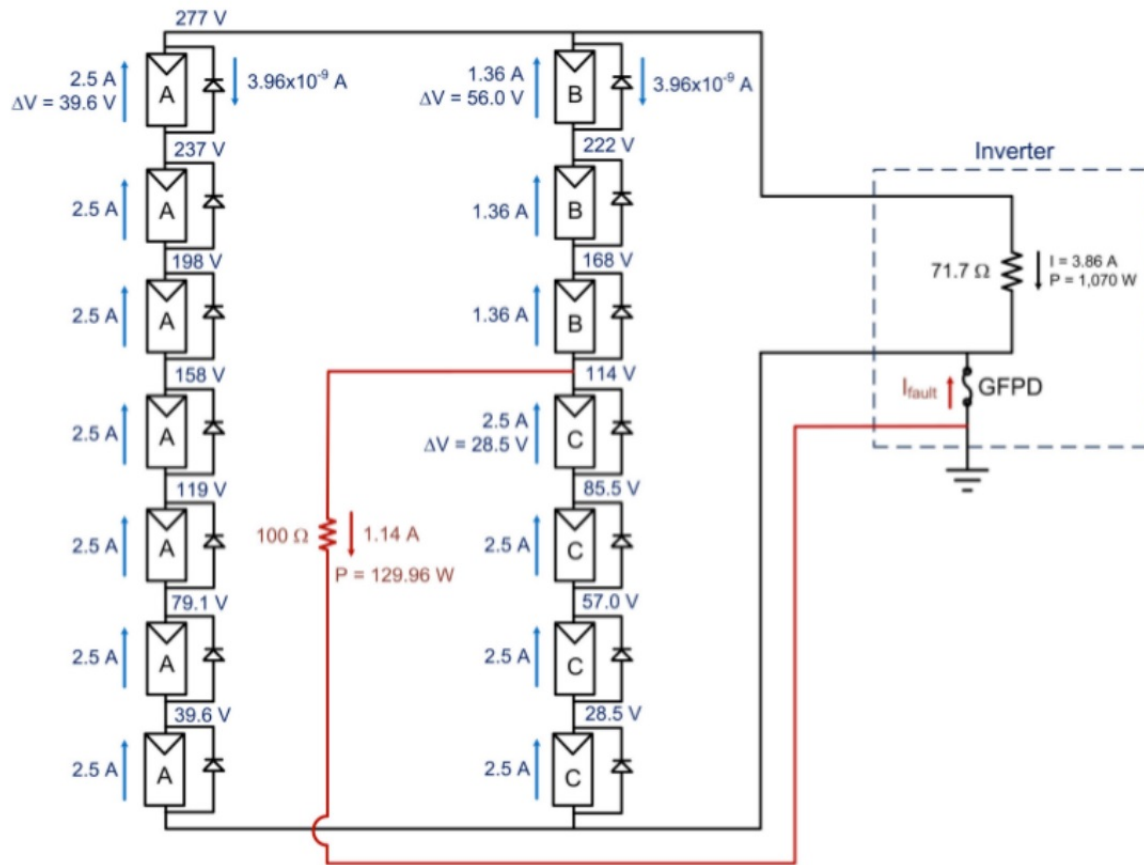 277 V
2.5 A
ΔV = 39.6 V
A
3.96x10⁻⁹ A
1.36 A
ΔV = 56.0 V
B
3.96x10⁻⁹ A
237 V
222 V
Inverter
2.5 A
A
1.36 A
B
198 V
168 V
71.7 Ω
I = 3.86 A
P = 1,070 W
2.5 A
A
1.36 A
B
158 V
114 V
Ifault
GFPD
2.5 A
A
2.5 A
ΔV = 28.5 V
C
119 V
85.5 V
2.5 A
A
100 Ω
1.14 A
P = 129.96 W
2.5 A
C
79.1 V
57.0 V
2.5 A
A
2.5 A
C
39.6 V
28.5 V
2.5 A
A
2.5 A
C